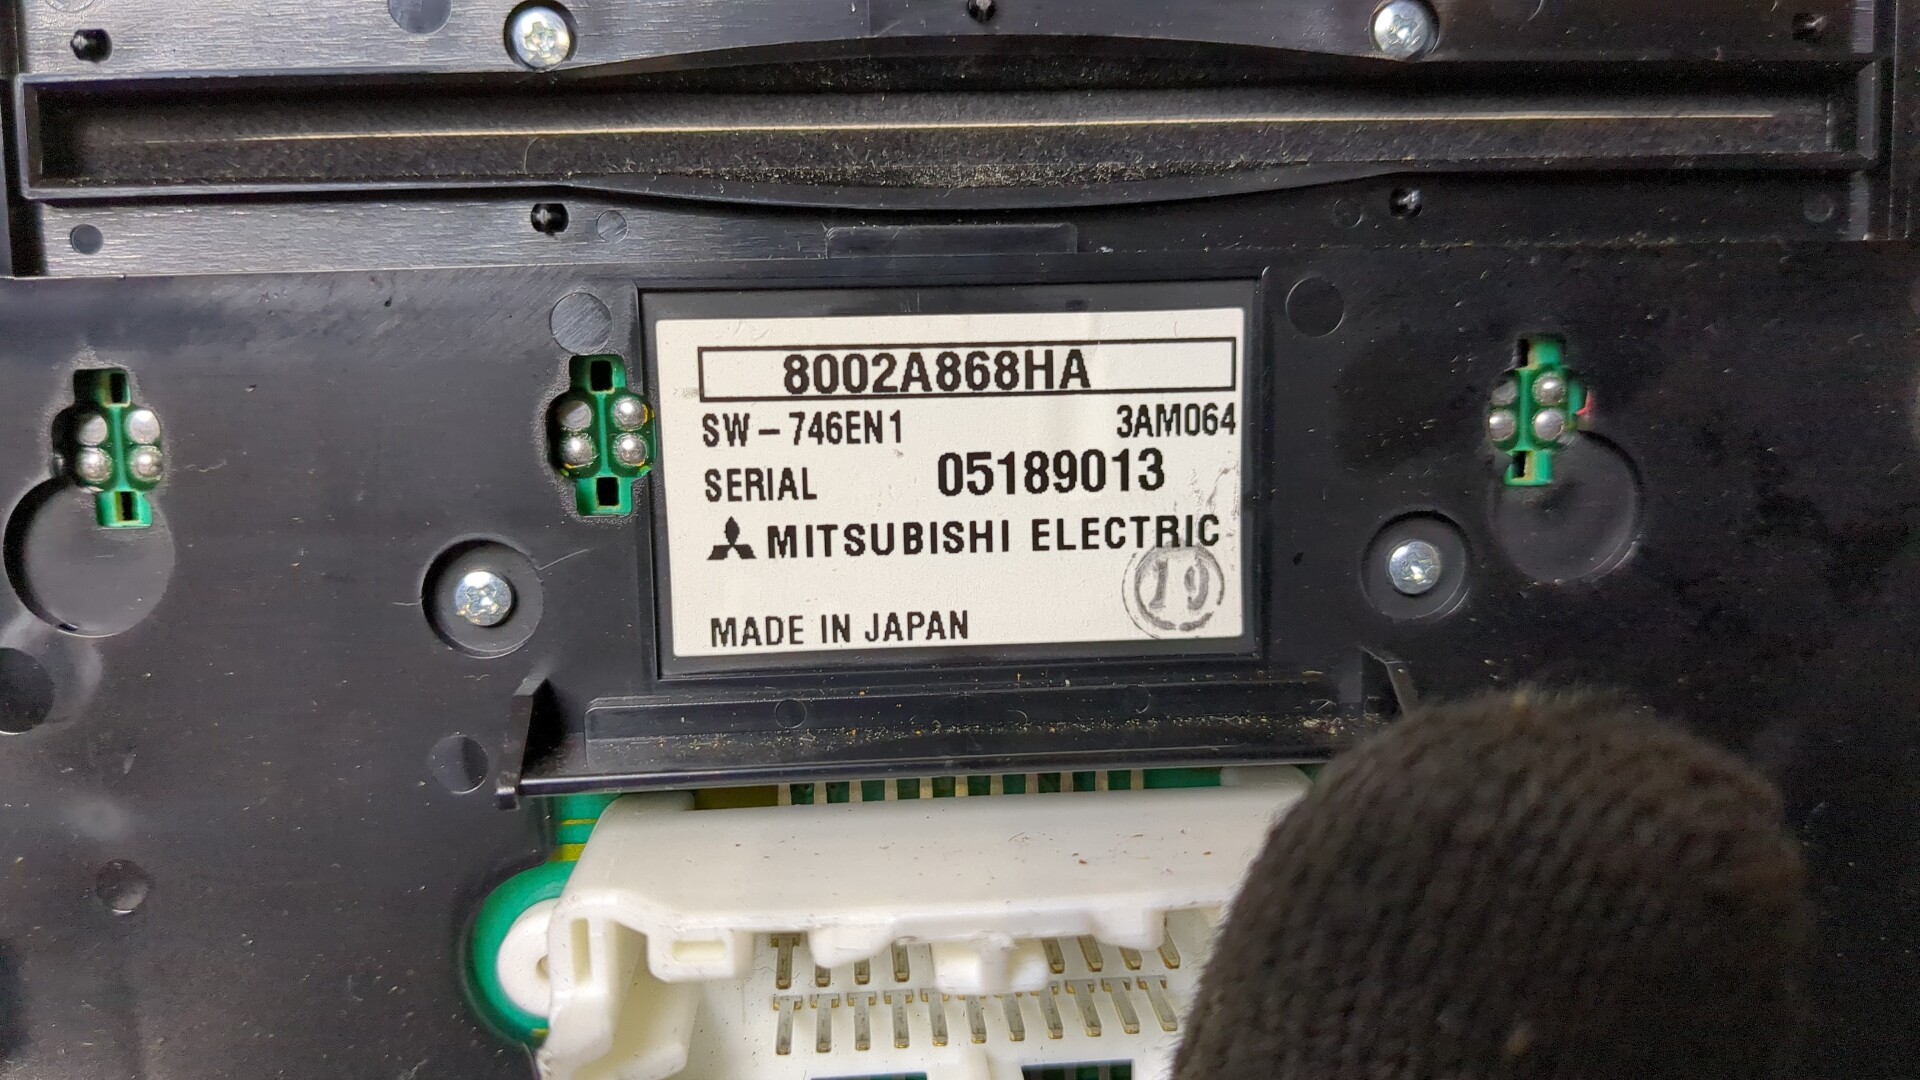 8002A868HA
SW-746EN1 3AM064
SERIAL 05189013
MITSUBISHI ELECTRIC
19
MADE IN JAPAN